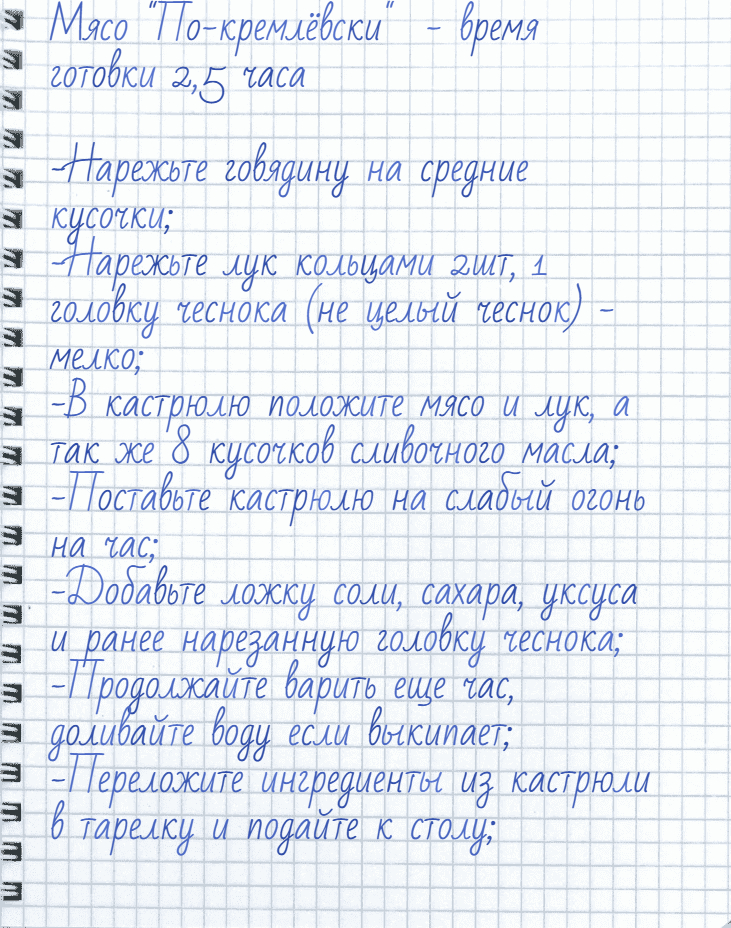 Мясо "По-кремлёвски" - время
готовки 2,5 часа
-Нарежьте говядину на средние
кусочки;
-Нарежьте лук кольцами 2шт, 1
головку чеснока (не целый чеснок) -
мелко;
-В кастрюлю положите мясо и лук, а
так же 8 кусочков сливочного масла;
-Поставьте кастрюлю на слабый огонь
на час;
-Добавьте ложку соли, сахара, уксуса
и ранее нарезанную головку чеснока;
-Продолжайте варить еще час,
доливайте воду если выкипает;
-Переложите ингредиенты из кастрюли
в тарелку и подайте к столу;